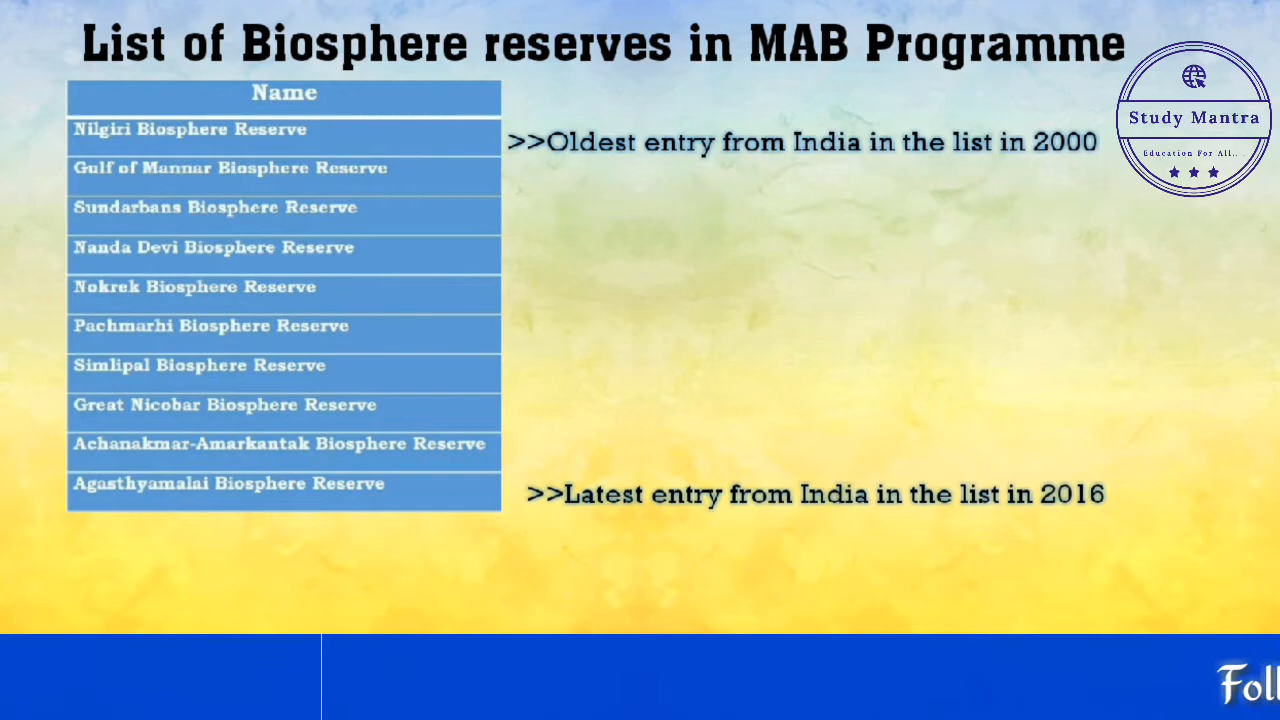 List of Biosphere reserves in MAB Programme
Name
Nilgiri Biosphere Reserve
>>Oldest entry from India in the list in 2000
Gulf of Mannar Biosphere Reserve
Sundarbans Biosphere Reserve
Nanda Devi Biosphere Reserve
Nokrek Biosphere Reserve
Pachmarhi Biosphere Reserve
Simlipal Biosphere Reserve
Great Nicobar Biosphere Reserve
Achanakmar-Amarkantak Biosphere Reserve
Agasthyamalai Biosphere Reserve
>>Latest entry from India in the list in 2016
Study Mantra
Education For All..
Foll